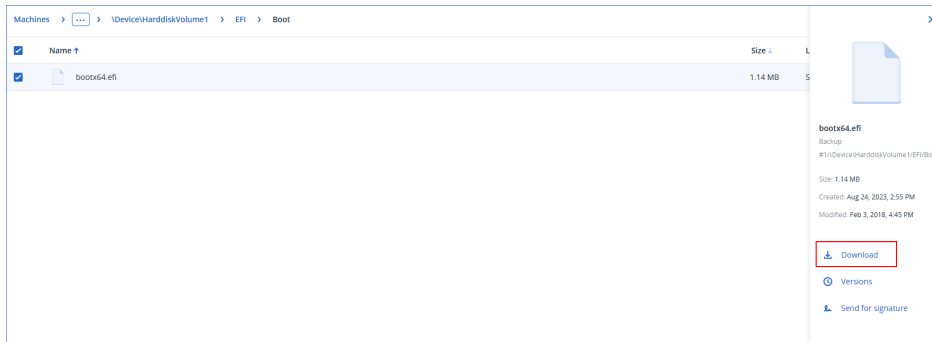 Machines > ... > \Device\HarddiskVolume1 > EFI > Boot
Name Size L
bootx64.efi 1.14 MB S
bootx64.efi
Backup
#1/\Device\HarddiskVolume1/EFI/Bo
Size: 1.14 MB
Created: Aug 24, 2023, 2:55 PM
Modified: Feb 3, 2018, 4:45 PM
Download
Versions
Send for signature